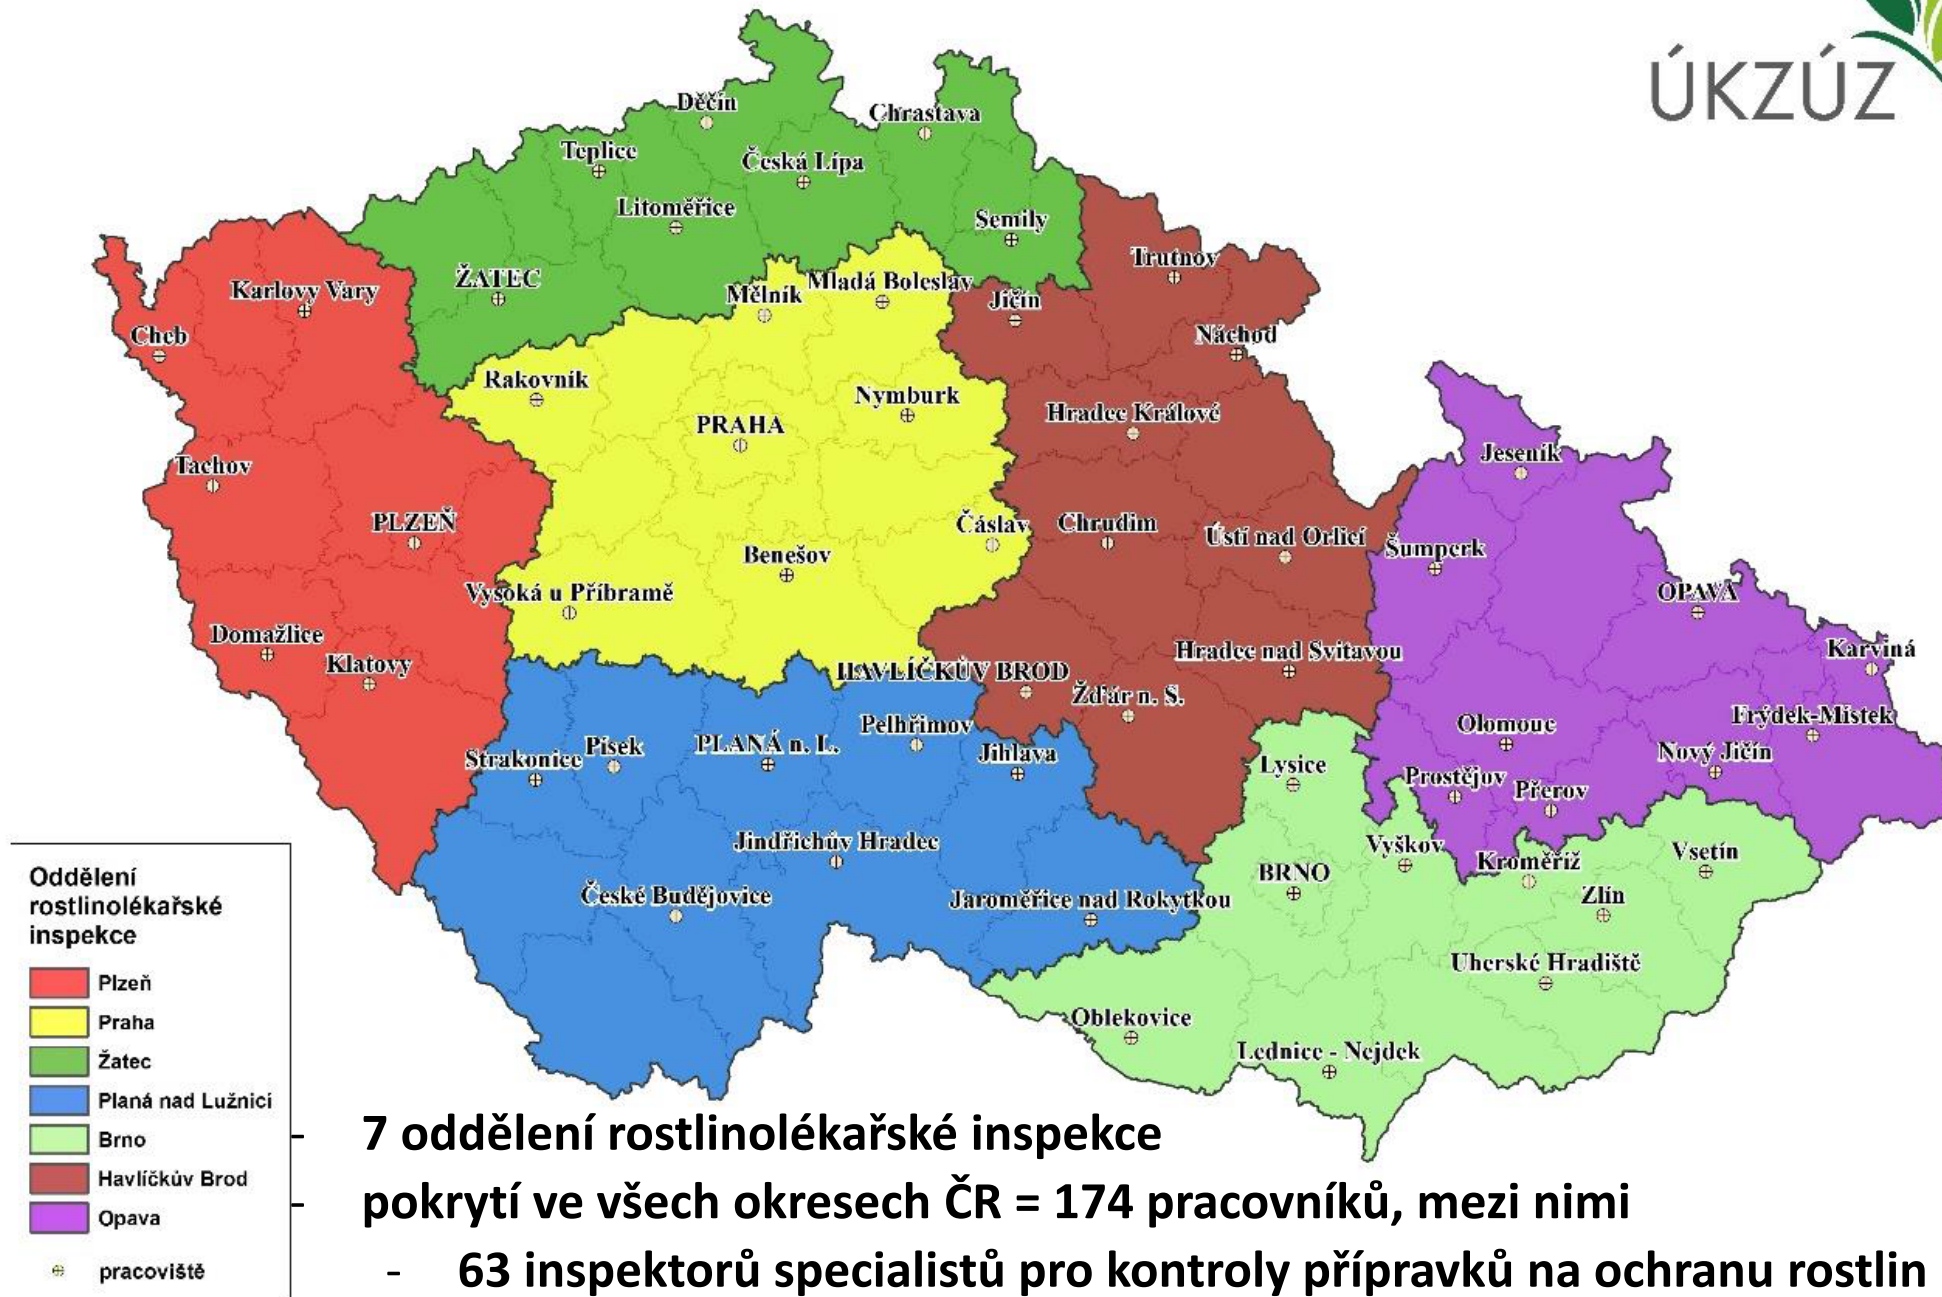 ÚKZÚZ
Děčín
Chrastava
Teplice
Česká Lípa
Litoměřice
Semily
Trutnov
ŽATEC
Mladá Boleslav
Karlovy Vary
Mělník
Jičín
Cheb
Náchod
Rakovník
Nymburk
Hradec Králové
PRAHA
Jeseník
Tachov
PLZEŇ
Čáslav
Chrudim
Ústí nad Orlicí
Šumperk
Benešov
Vysoká u Příbramě
OPAVA
Domažlice
Klatovy
Hradec nad Svitavou
Karviná
HAVLÍČKŮV BROD
Žďár n. S.
Frýdek-Místek
Pelhřimov
Olomouc
Strakonice
Písek
PLANÁ n. L.
Jihlava
Nový Jičín
Lysice
Prostějov
Přerov
Jindřichův Hradec
Vyškov
Kroměříž
Vsetín
BRNO
České Budějovice
Jaroměřice nad Rokytkou
Zlín
Uherské Hradiště
Oblekovice
Lednice - Nejdek
Oddělení
rostlinolékařské
inspekce
Plzeň
Praha
Žatec
Planá nad Lužnicí
Brno
Havlíčkův Brod
Opava
pracoviště
- 7 oddělení rostlinolékařské inspekce
- pokrytí ve všech okresech ČR = 174 pracovníků, mezi nimi
- 63 inspektorů specialistů pro kontroly přípravků na ochranu rostlin